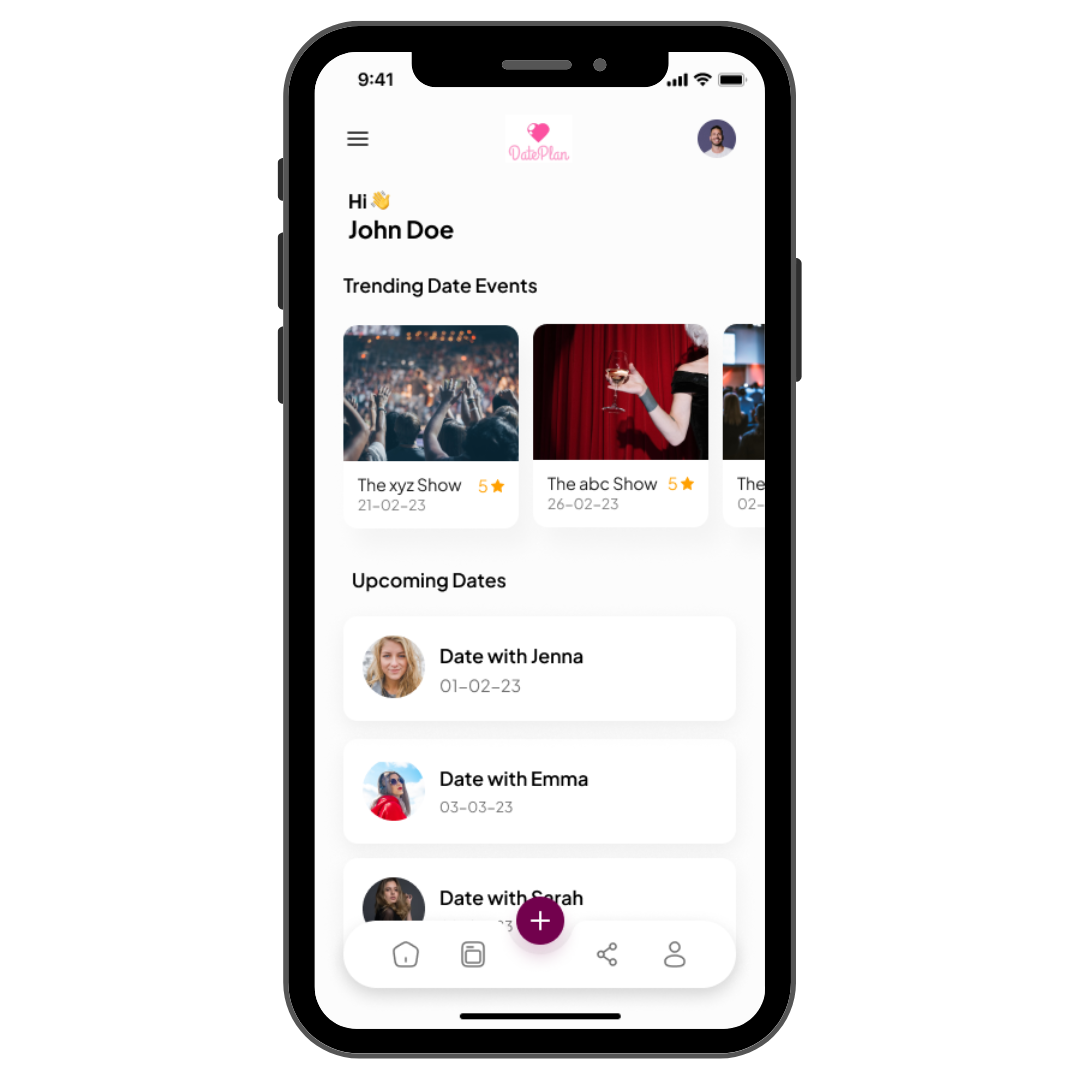 9:41
DatePlan
Hi 👋
John Doe
Trending Date Events
The xyz Show 5★
21-02-23
The abc Show 5★
26-02-23
The
02-
Upcoming Dates
Date with Jenna
01-02-23
Date with Emma
03-03-23
Date with Sarah